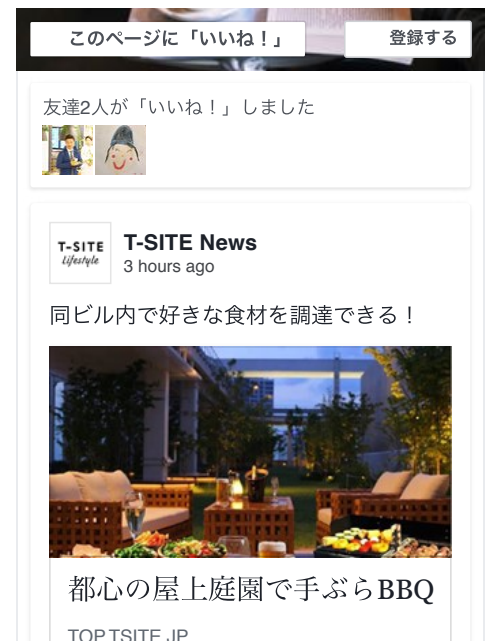 このページに「いいね！」
登録する
友達2人が「いいね！」しました
T-SITE
Lifestyle
T-SITE News
3 hours ago
同ビル内で好きな食材を調達できる！
都心の屋上庭園で手ぶらBBQ
TOP.TSITE.JP